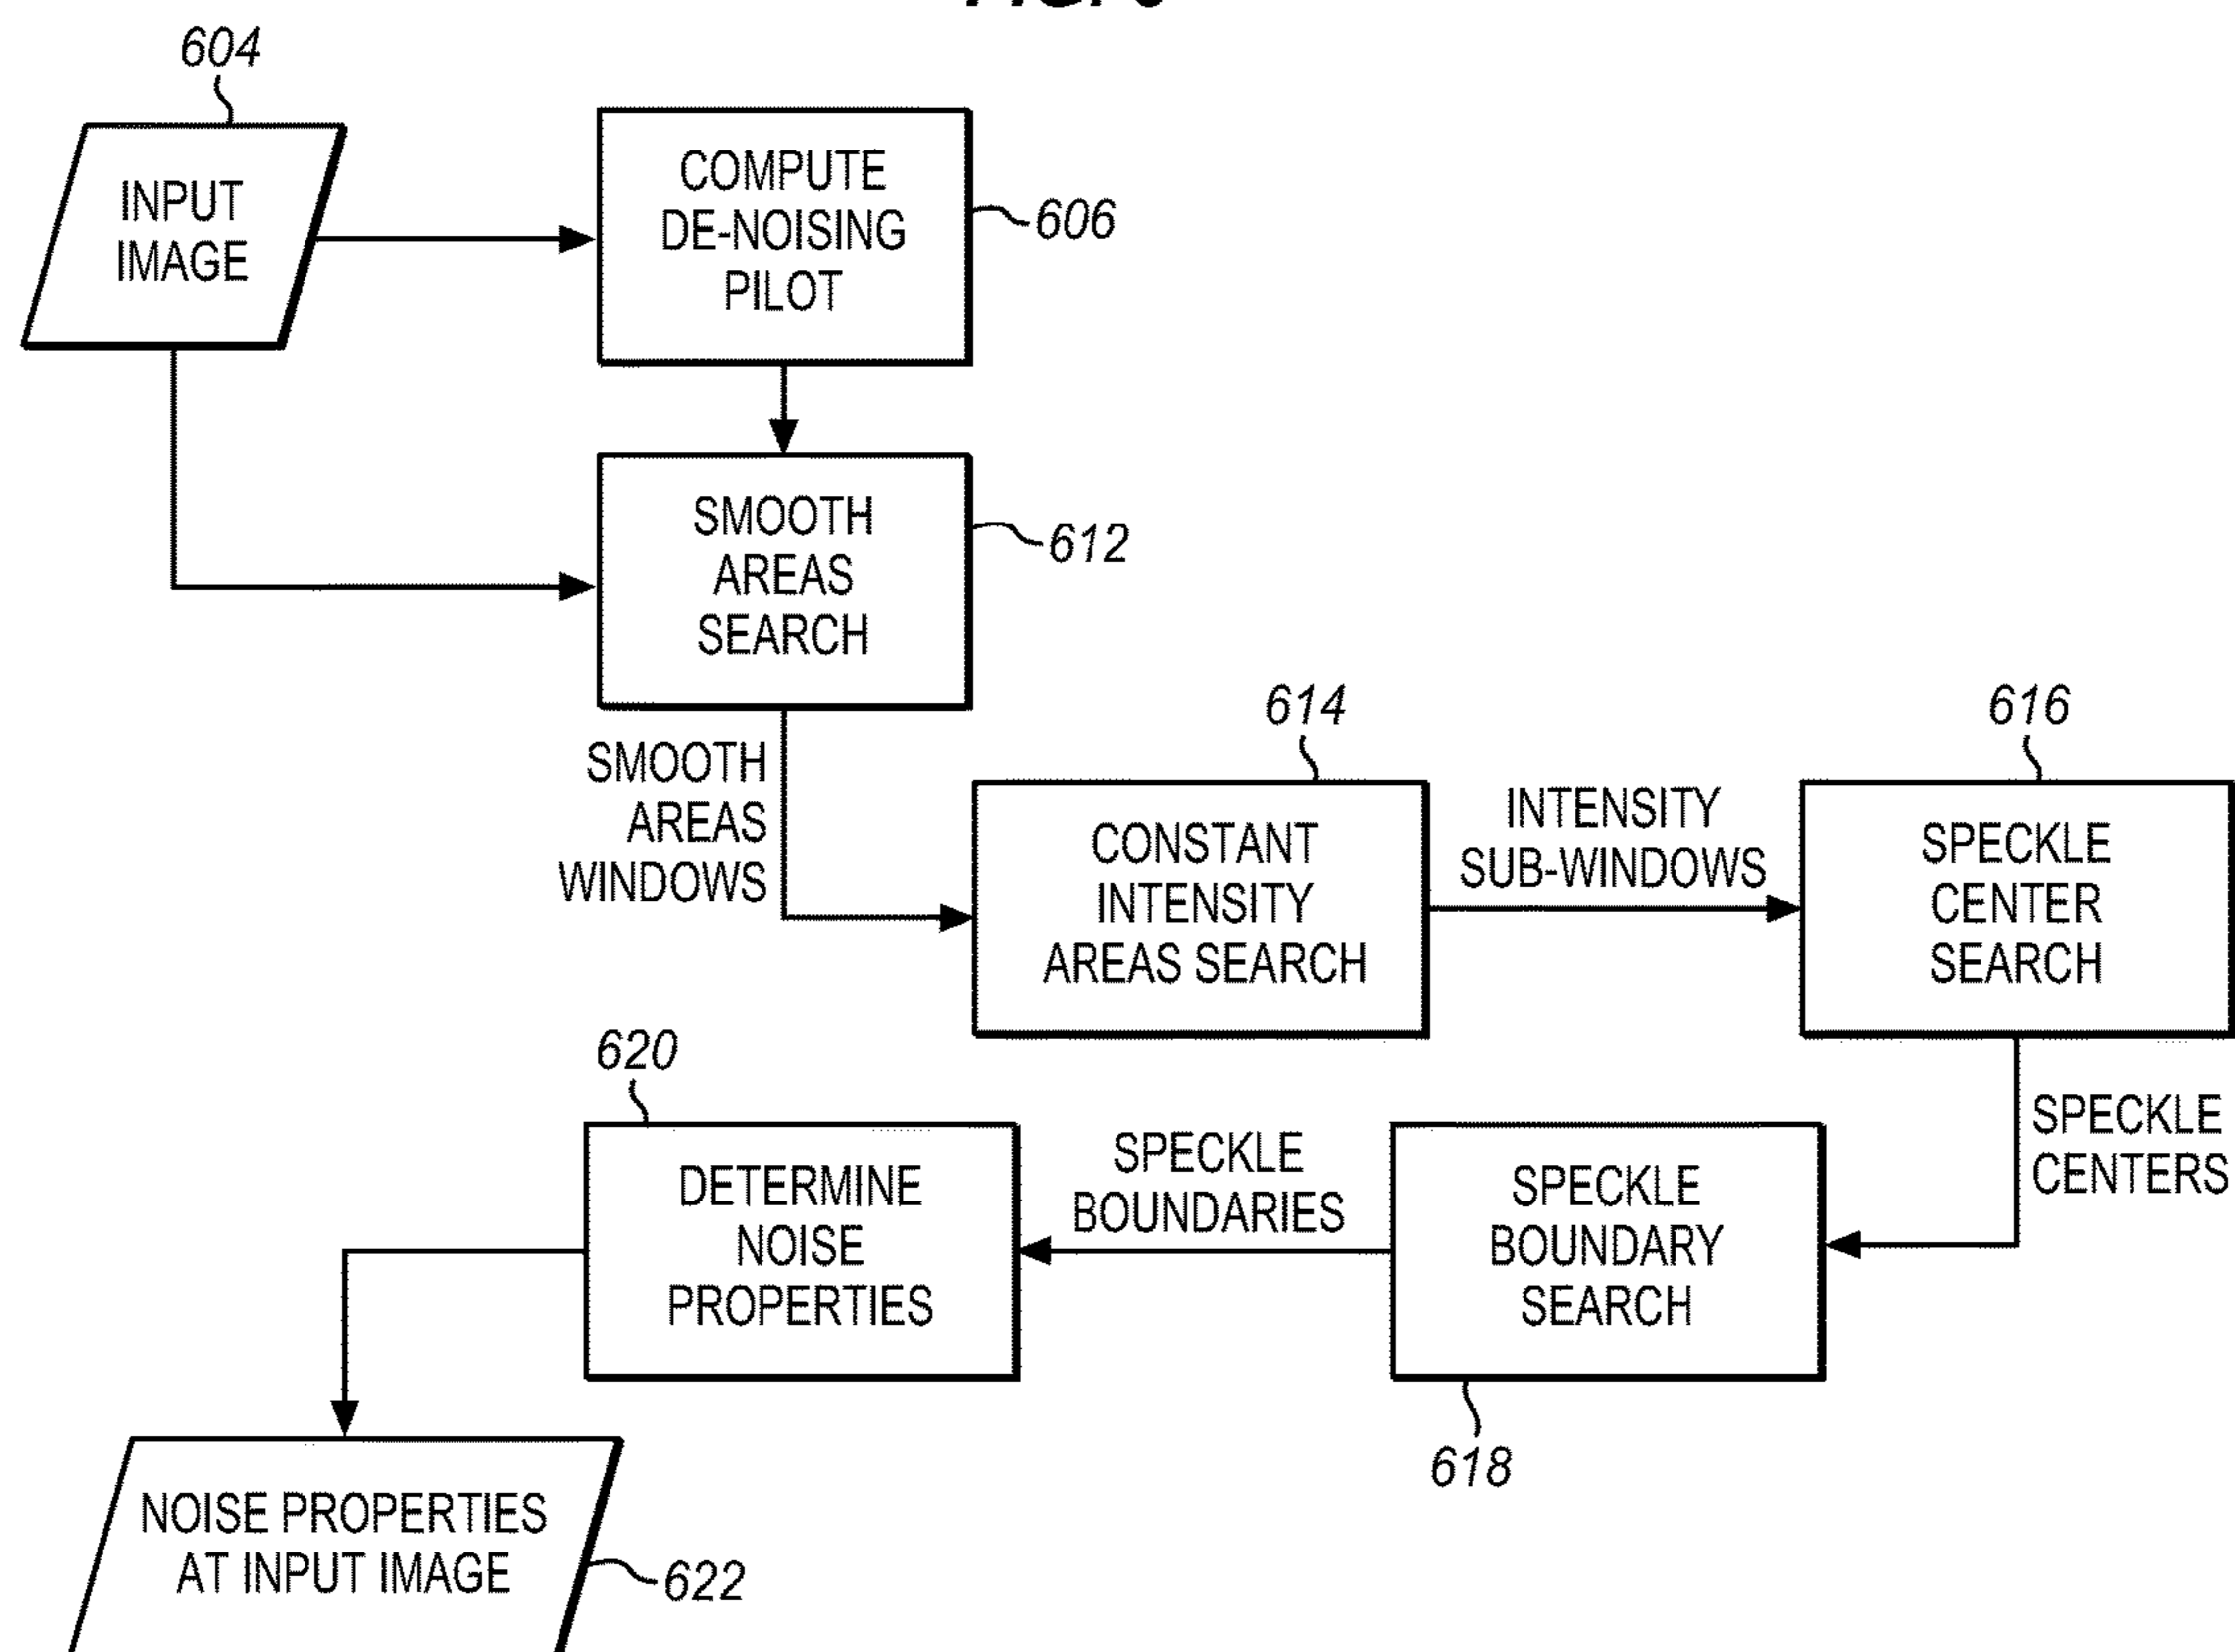 604
INPUT
IMAGE
COMPUTE
DE-NOISING
PILOT
606
SMOOTH
AREAS
SEARCH
612
SMOOTH
AREAS
WINDOWS
614
CONSTANT
INTENSITY
AREAS SEARCH
INTENSITY
SUB-WINDOWS
616
SPECKLE
CENTER
SEARCH
SPECKLE
CENTERS
SPECKLE
BOUNDARY
SEARCH
618
SPECKLE
BOUNDARIES
620
DETERMINE
NOISE
PROPERTIES
NOISE PROPERTIES
AT INPUT IMAGE
622